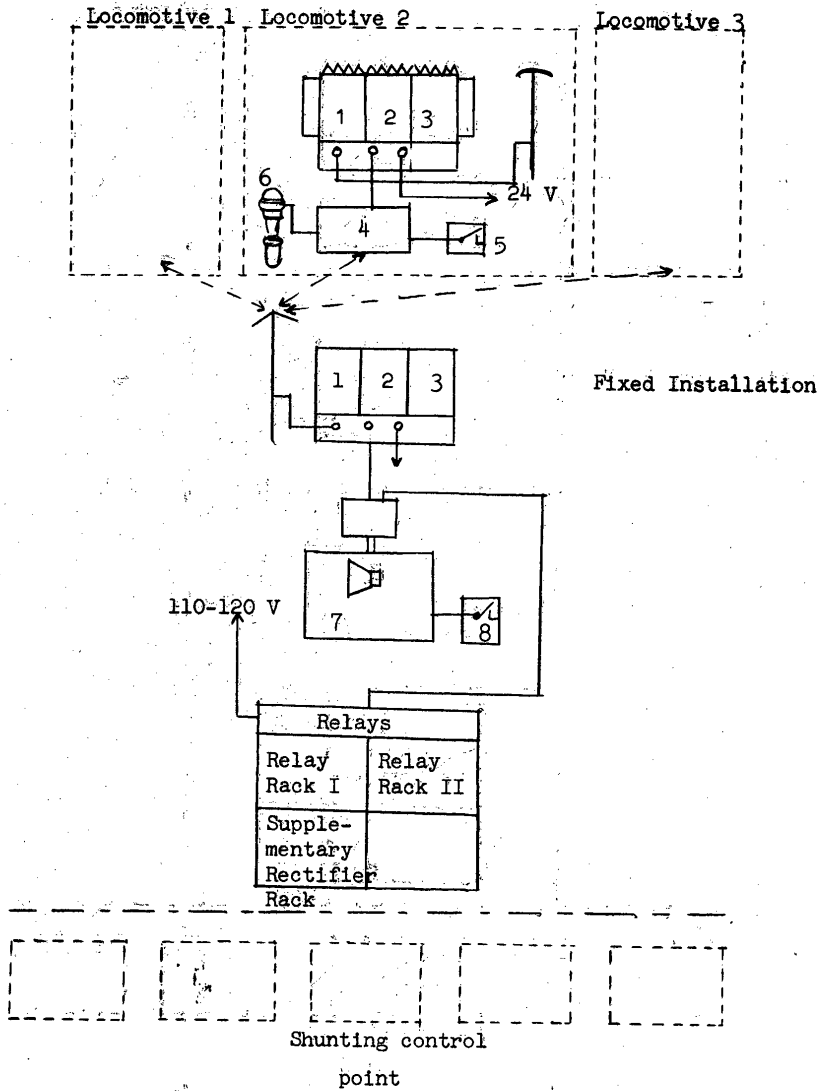 Locomotive 1 Locomotive 2 Locomotive 3
1 2 3
6
24 V
4
5
1 2 3
Fixed Installation
110-120 V
7
8
Relays
Relay
Rack I
Relay
Rack II
Supple-
mentary
Rectifier
Rack
Shunting control
point